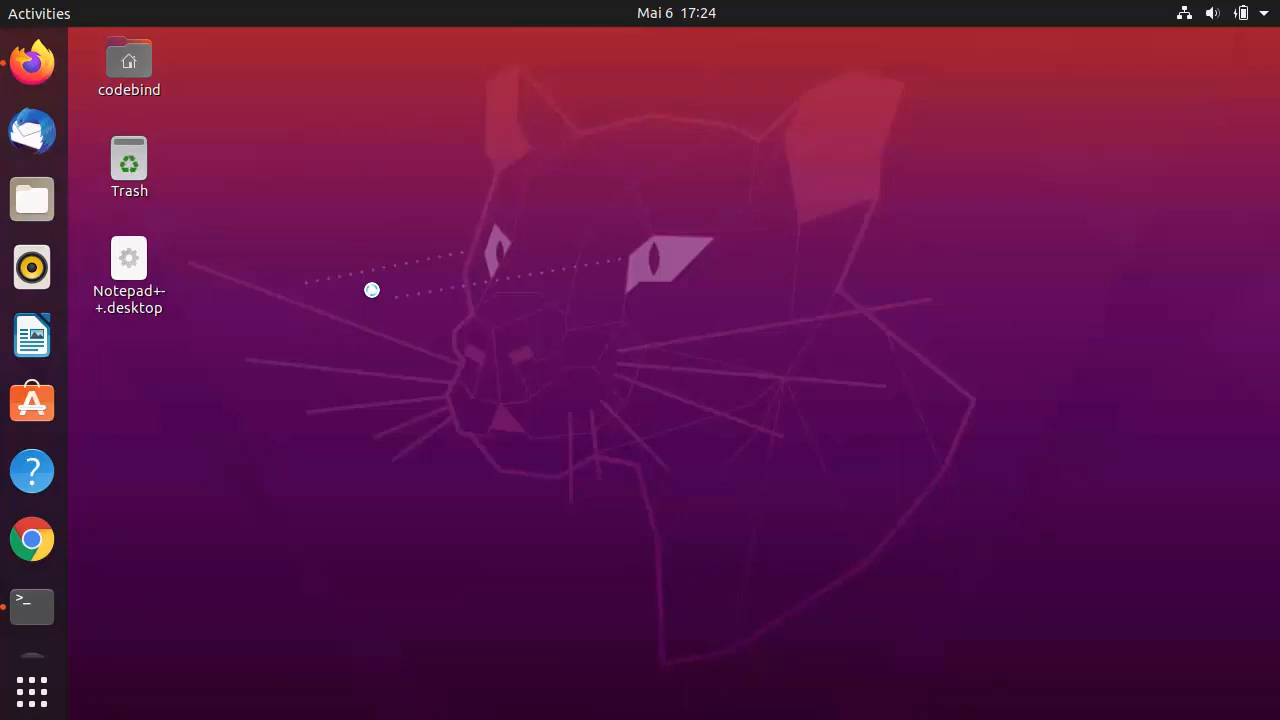 Activities
Mai 6 17:24
codebind
Trash
Notepad+-
+.desktop
?
>_